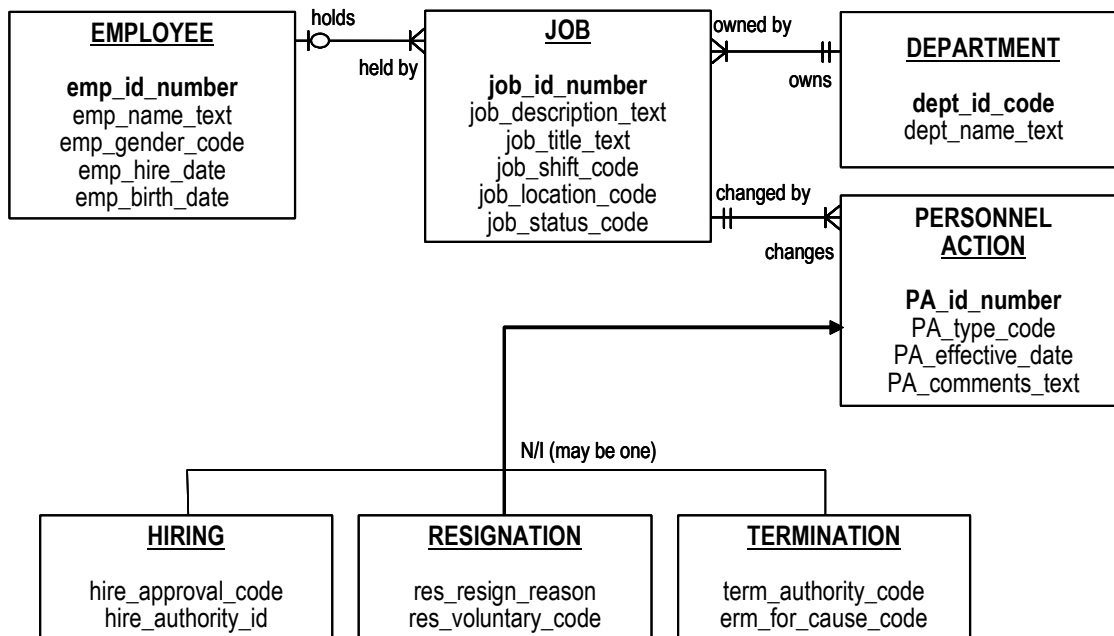 EMPLOYEE
emp_id_number
emp_name_text
emp_gender_code
emp_hire_date
emp_birth_date
holds
held by
JOB
job_id_number
job_description_text
job_title_text
job_shift_code
job_location_code
job_status_code
owned by
owns
DEPARTMENT
dept_id_code
dept_name_text
changed by
changes
PERSONNEL
ACTION
PA_id_number
PA_type_code
PA_effective_date
PA_comments_text
N/I (may be one)
HIRING
hire_approval_code
hire_authority_id
RESIGNATION
res_resign_reason
res_voluntary_code
TERMINATION
term_authority_code
erm_for_cause_code